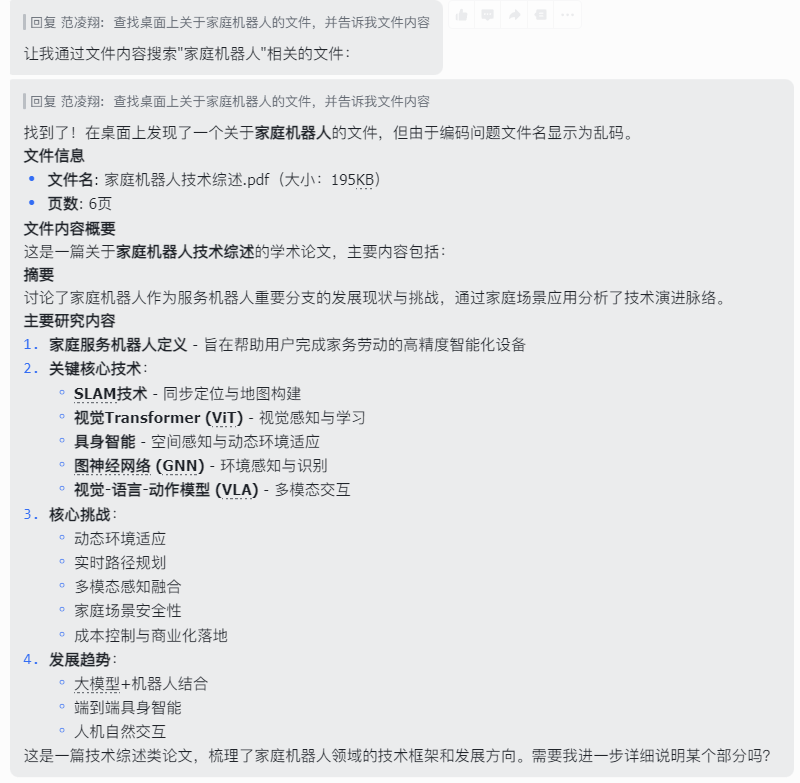 回复 范凌翔：查找桌面上关于家庭机器人的文件，并告诉我文件内容
让我通过文件内容搜索"家庭机器人"相关的文件：
回复 范凌翔：查找桌面上关于家庭机器人的文件，并告诉我文件内容
找到了！在桌面上发现了一个关于家庭机器人的文件，但由于编码问题文件名显示为乱码。
文件信息
• 文件名: 家庭机器人技术综述.pdf（大小：195KB）
• 页数: 6页
文件内容概要
这是一篇关于家庭机器人技术综述的学术论文，主要内容包括：
摘要
讨论了家庭机器人作为服务机器人重要分支的发展现状与挑战，通过家庭场景应用分析了技术演进脉络。
主要研究内容
1. 家庭服务机器人定义 - 旨在帮助用户完成家务劳动的高精度智能化设备
2. 关键核心技术：
◦ SLAM技术 - 同步定位与地图构建
◦ 视觉Transformer (ViT) - 视觉感知与学习
◦ 具身智能 - 空间感知与动态环境适应
◦ 图神经网络 (GNN) - 环境感知与识别
◦ 视觉-语言-动作模型 (VLA) - 多模态交互
3. 核心挑战：
◦ 动态环境适应
◦ 实时路径规划
◦ 多模态感知融合
◦ 家庭场景安全性
◦ 成本控制与商业化落地
4. 发展趋势：
◦ 大模型+机器人结合
◦ 端到端具身智能
◦ 人机自然交互
这是一篇技术综述类论文，梳理了家庭机器人领域的技术框架和发展方向。需要我进一步详细说明某个部分吗？